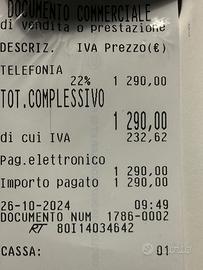 DOCUMENTO COMMERCIALE
di vendita o prestazione
DESCRIZ. IVA Prezzo(€)
TELEFONIA
22% 1 290,00
TOT.COMPLESSIVO
1 290,00
di cui IVA 232,62
Pag.elettronico
1 290,00
Importo pagato 1 290,00
26-10-2024 09:49
DOCUMENTO NUM 1786-0002
RT 80I14034642
CASSA: 01